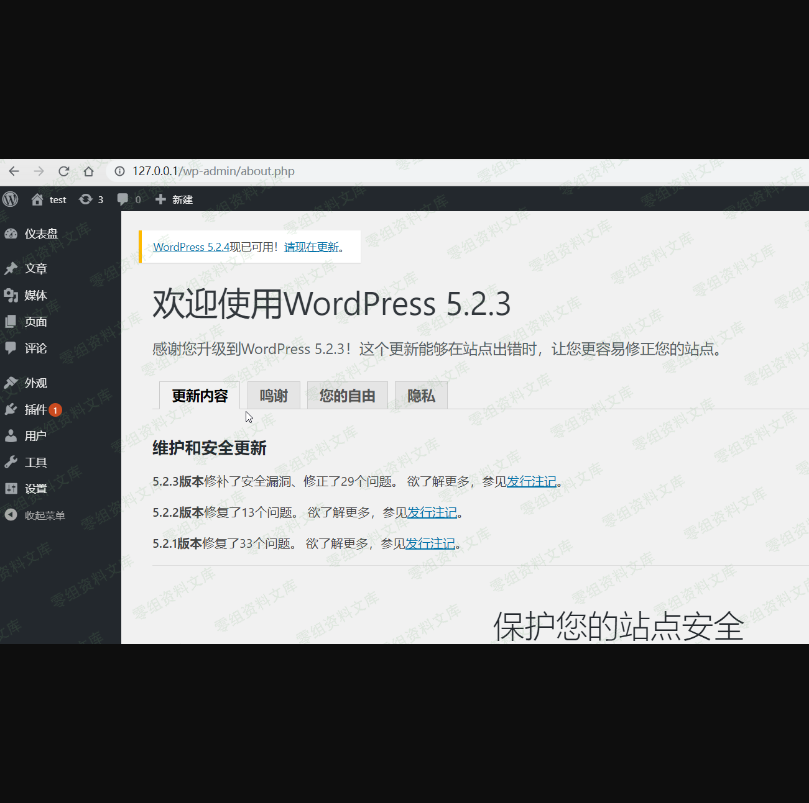 127.0.0.1/wp-admin/about.php
test 3 0 新建
仪表盘
文章
媒体
页面
评论
外观
插件 1
用户
工具
设置
收起菜单
WordPress 5.2.4现已可用！请现在更新。
欢迎使用WordPress 5.2.3
感谢您升级到WordPress 5.2.3！这个更新能够在站点出错时，让您更容易修正您的站点。
更新内容 鸣谢 您的自由 隐私
维护和安全更新
5.2.3版本修补了安全漏洞、修正了29个问题。 欲了解更多，参见发行注记。
5.2.2版本修复了13个问题。 欲了解更多，参见发行注记。
5.2.1版本修复了33个问题。 欲了解更多，参见发行注记。
保护您的站点安全
零组资料文库